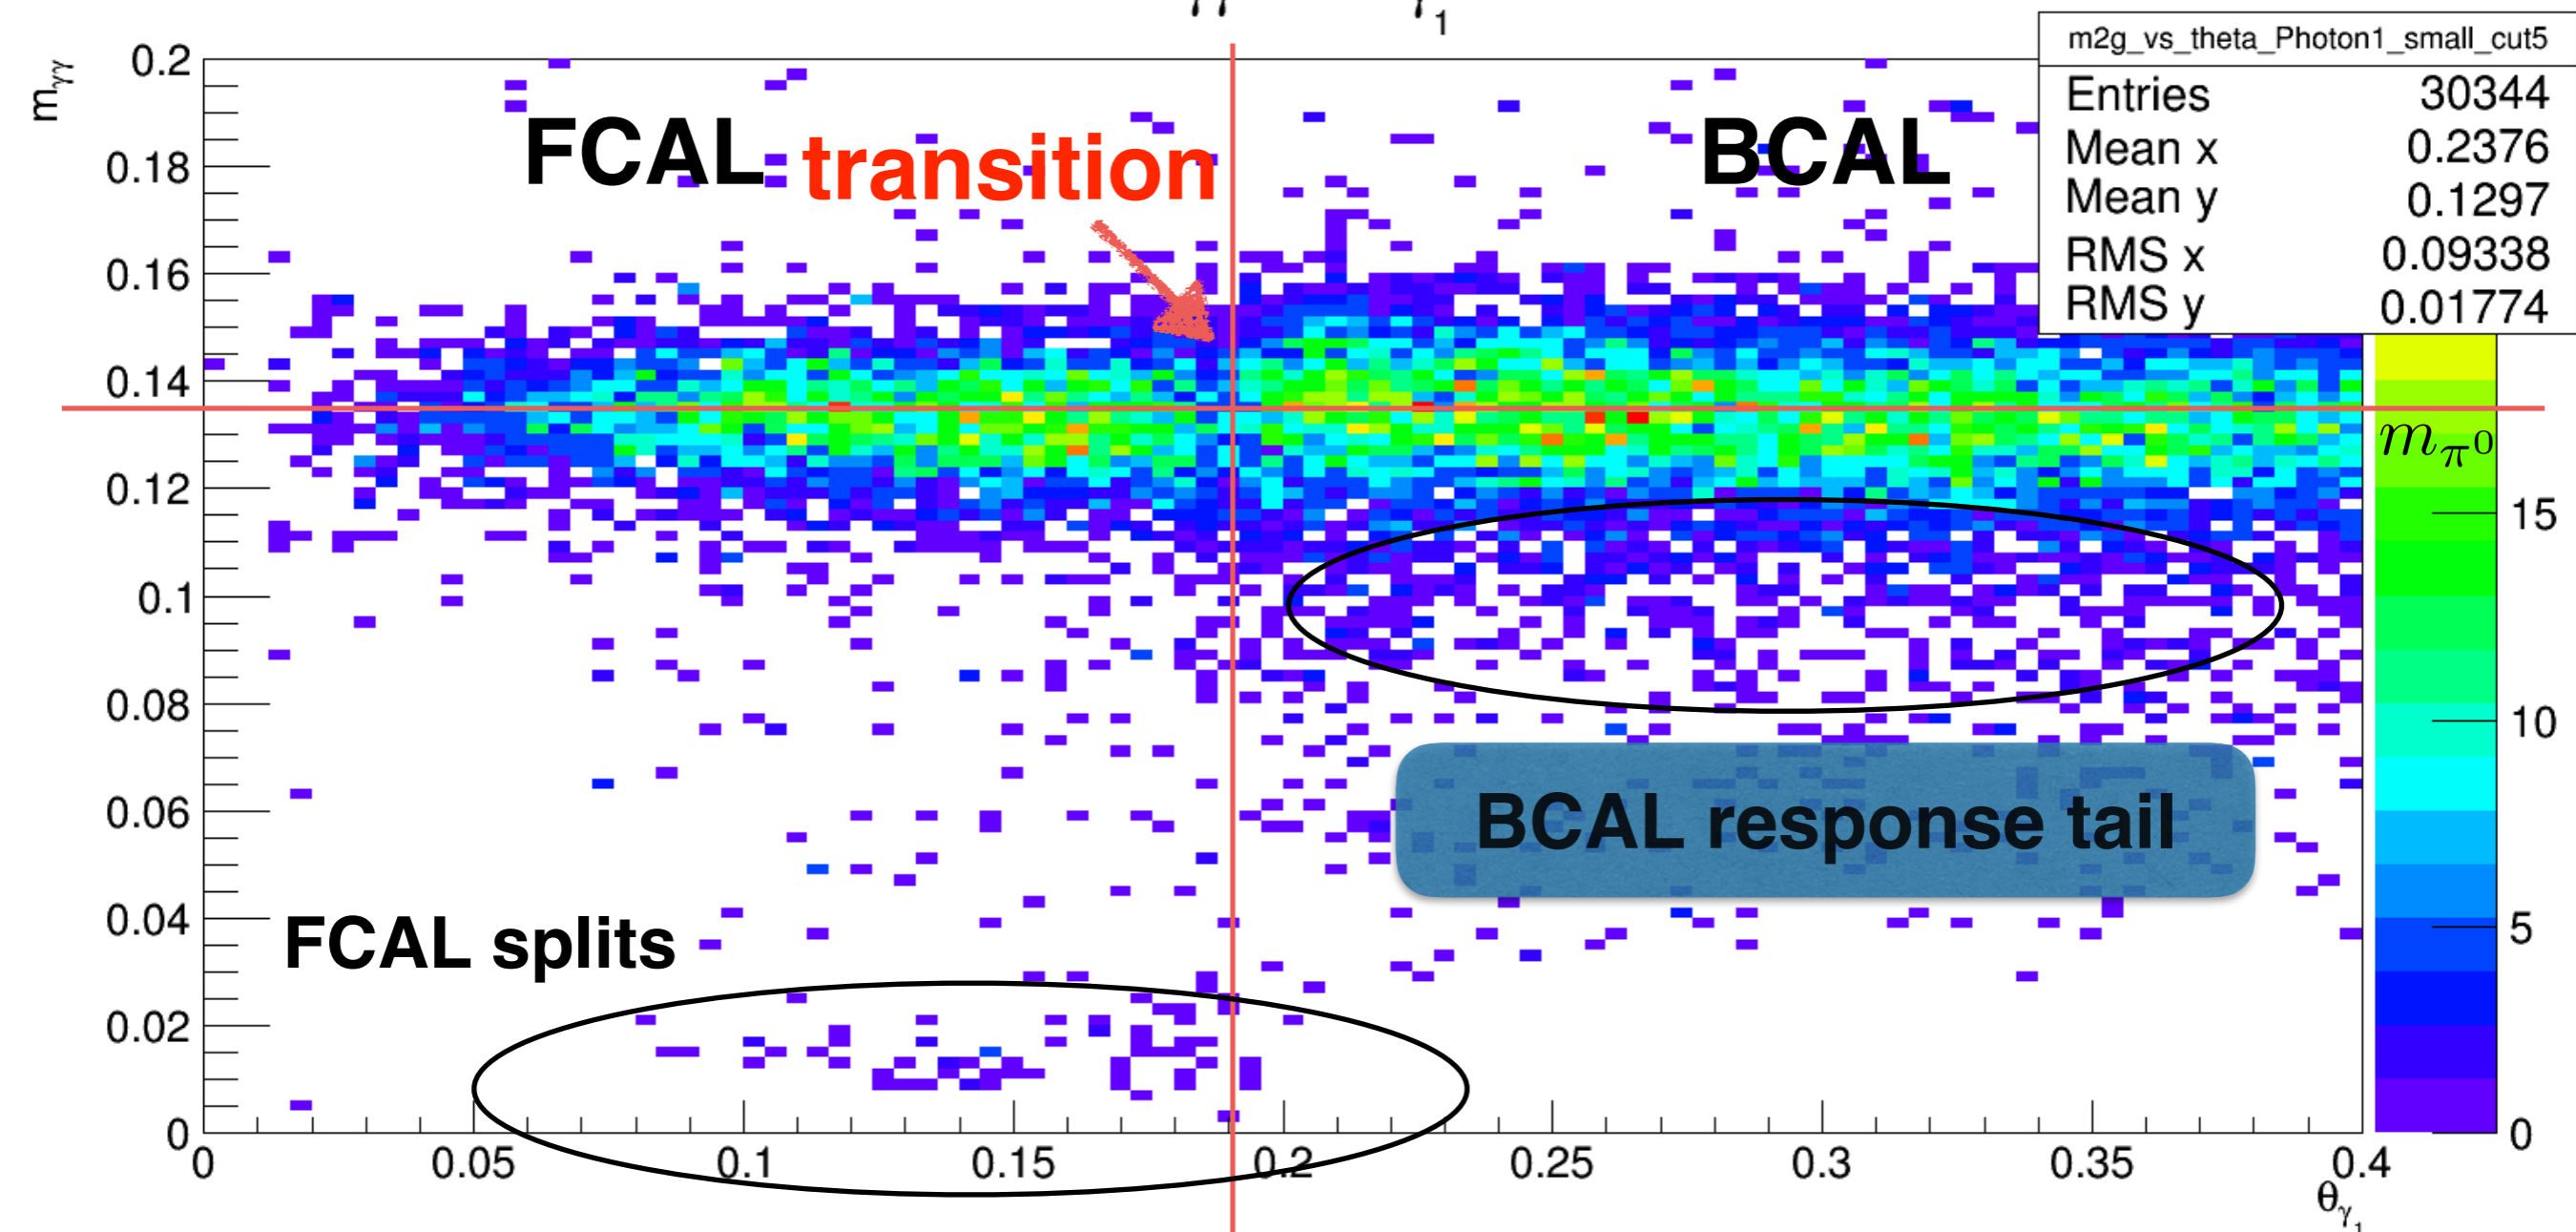 m2g_vs_theta_Photon1_small_cut5
Entries 30344
Mean x 0.2376
Mean y 0.1297
RMS x 0.09338
RMS y 0.01774
m_γγ
FCAL
transition
BCAL
m_π⁰
BCAL response tail
FCAL splits
0.2
0.18
0.16
0.14
0.12
0.1
0.08
0.06
0.04
0.02
0
0 0.05 0.1 0.15 0.2 0.25 0.3 0.35 0.4
θ_γ₁
15
10
5
0